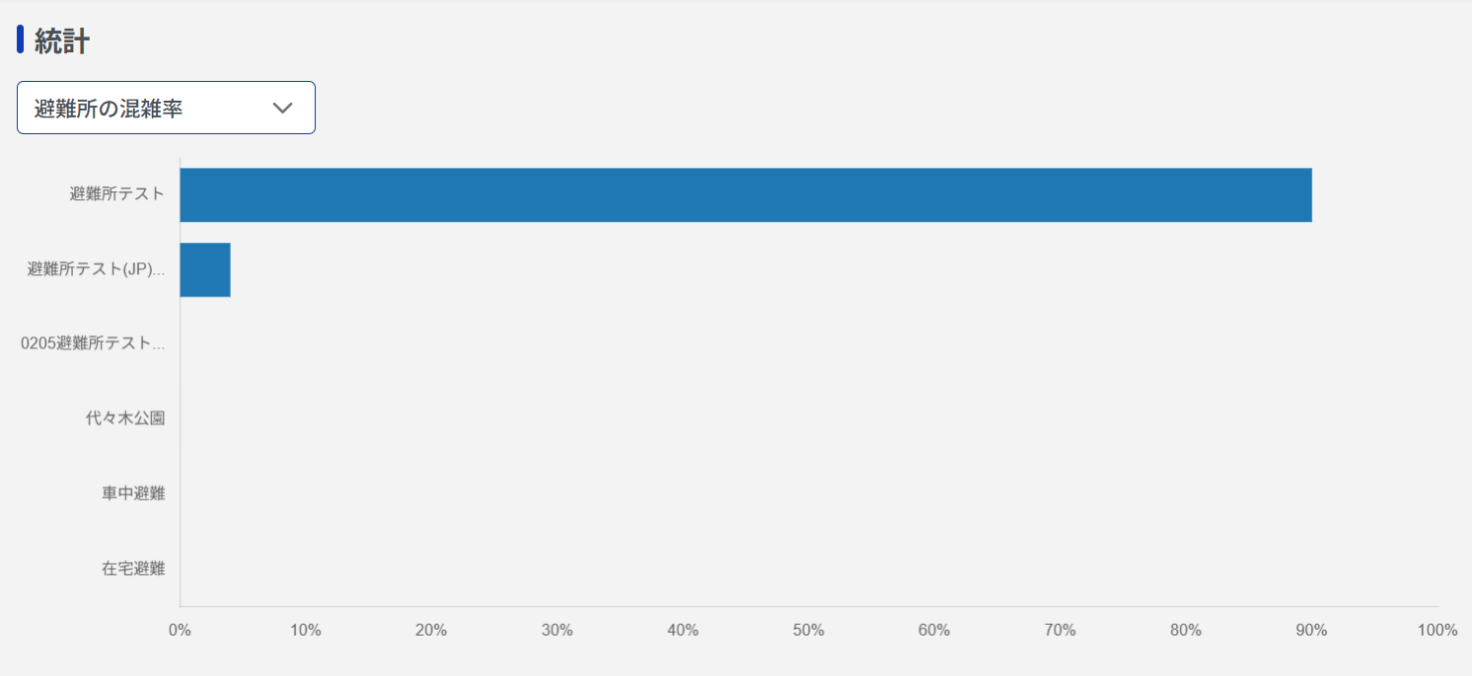 統計
避難所の混雑率
避難所テスト
避難所テスト(JP)...
0205避難所テスト...
代々木公園
車中避難
在宅避難
0% 10% 20% 30% 40% 50% 60% 70% 80% 90% 100%